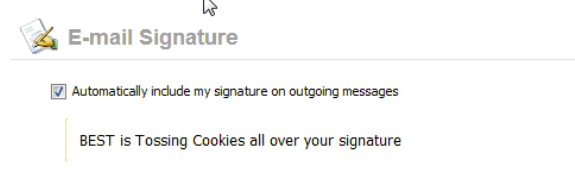 E-mail Signature
Automatically include my signature on outgoing messages
BEST is Tossing Cookies all over your signature